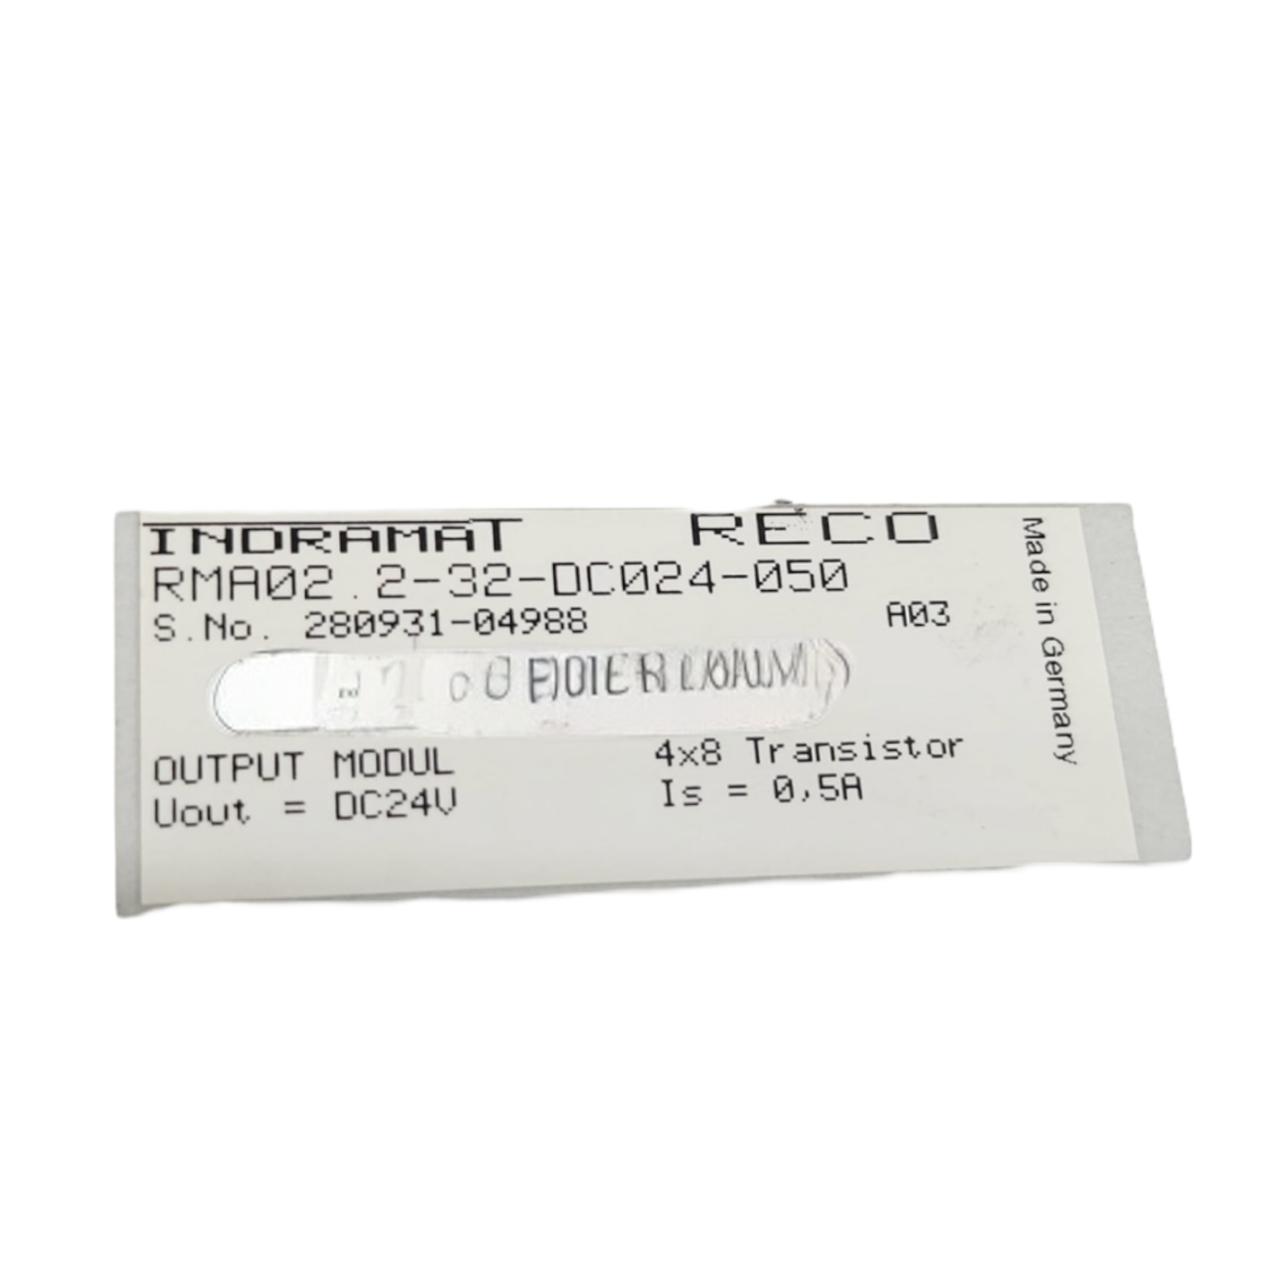 INDRAMAT RECO
RMA02.2-32-DC024-050
S.No. 280931-04988 A03
OUTPUT MODUL 4x8 Transistor
Uout = DC24V Is = 0,5A
Made in Germany